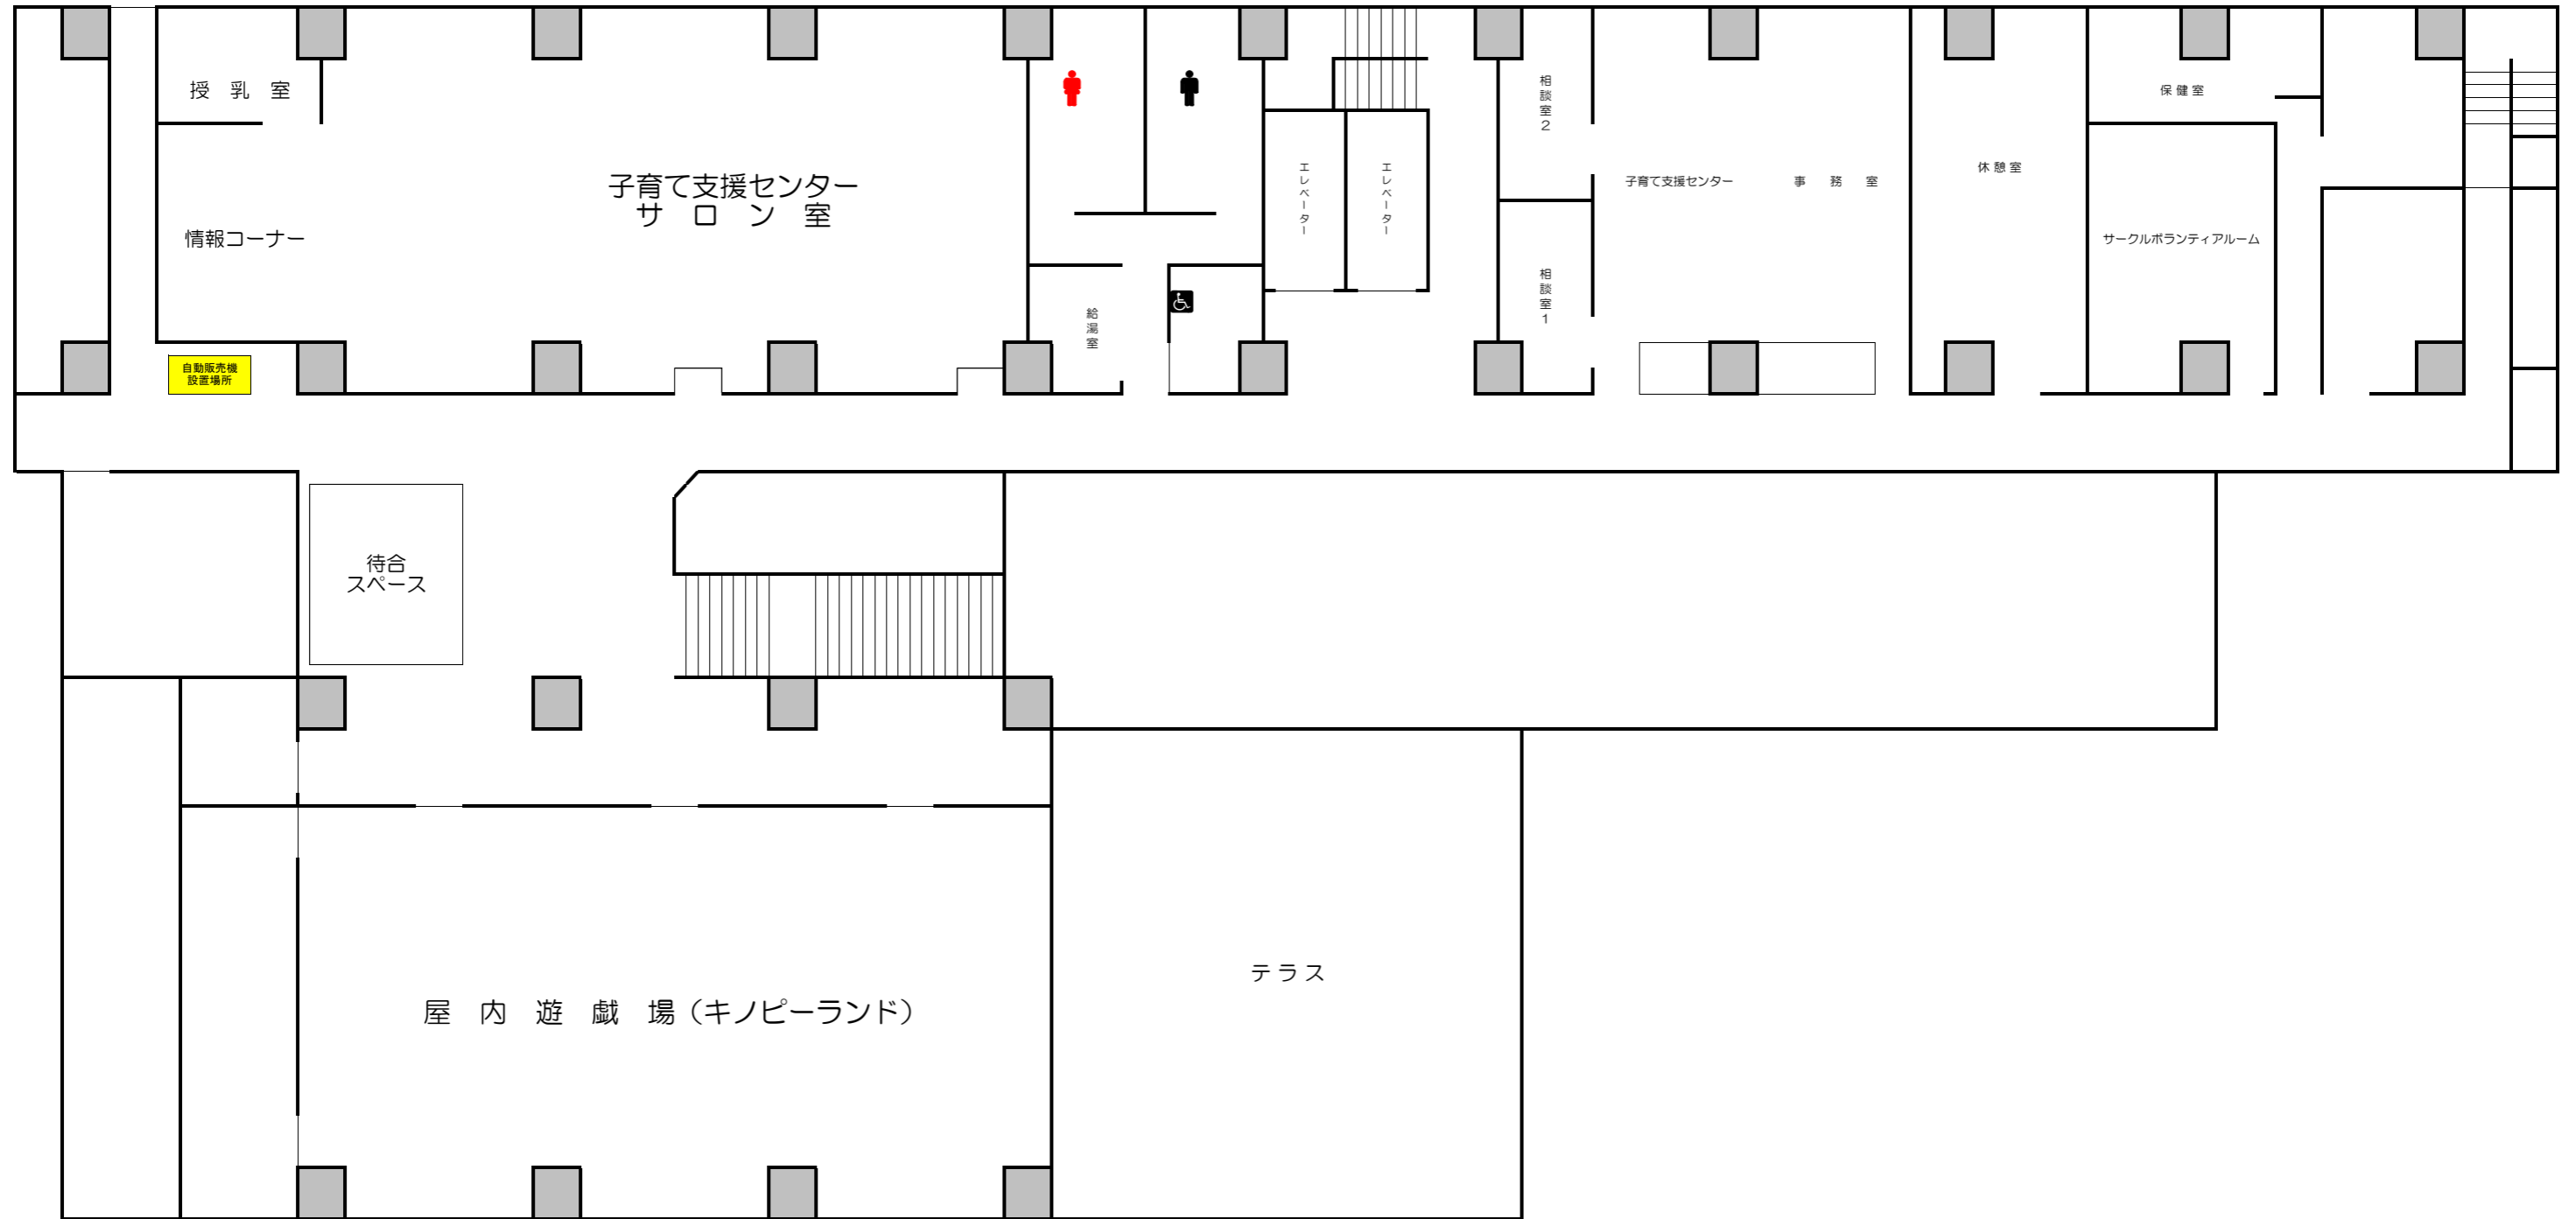 授　乳　室
情報コーナー
自動販売機
設置場所
子育て支援センター
サ　ロ　ン　室
給湯室
エレベーター
エレベーター
相談室２
相談室１
子育て支援センター　　　　　事　務　室
休 憩 室
保 健 室
サークルボランティアルーム
待合
スペース
屋　内　遊　戯　場（キノピーランド）
テ ラ ス